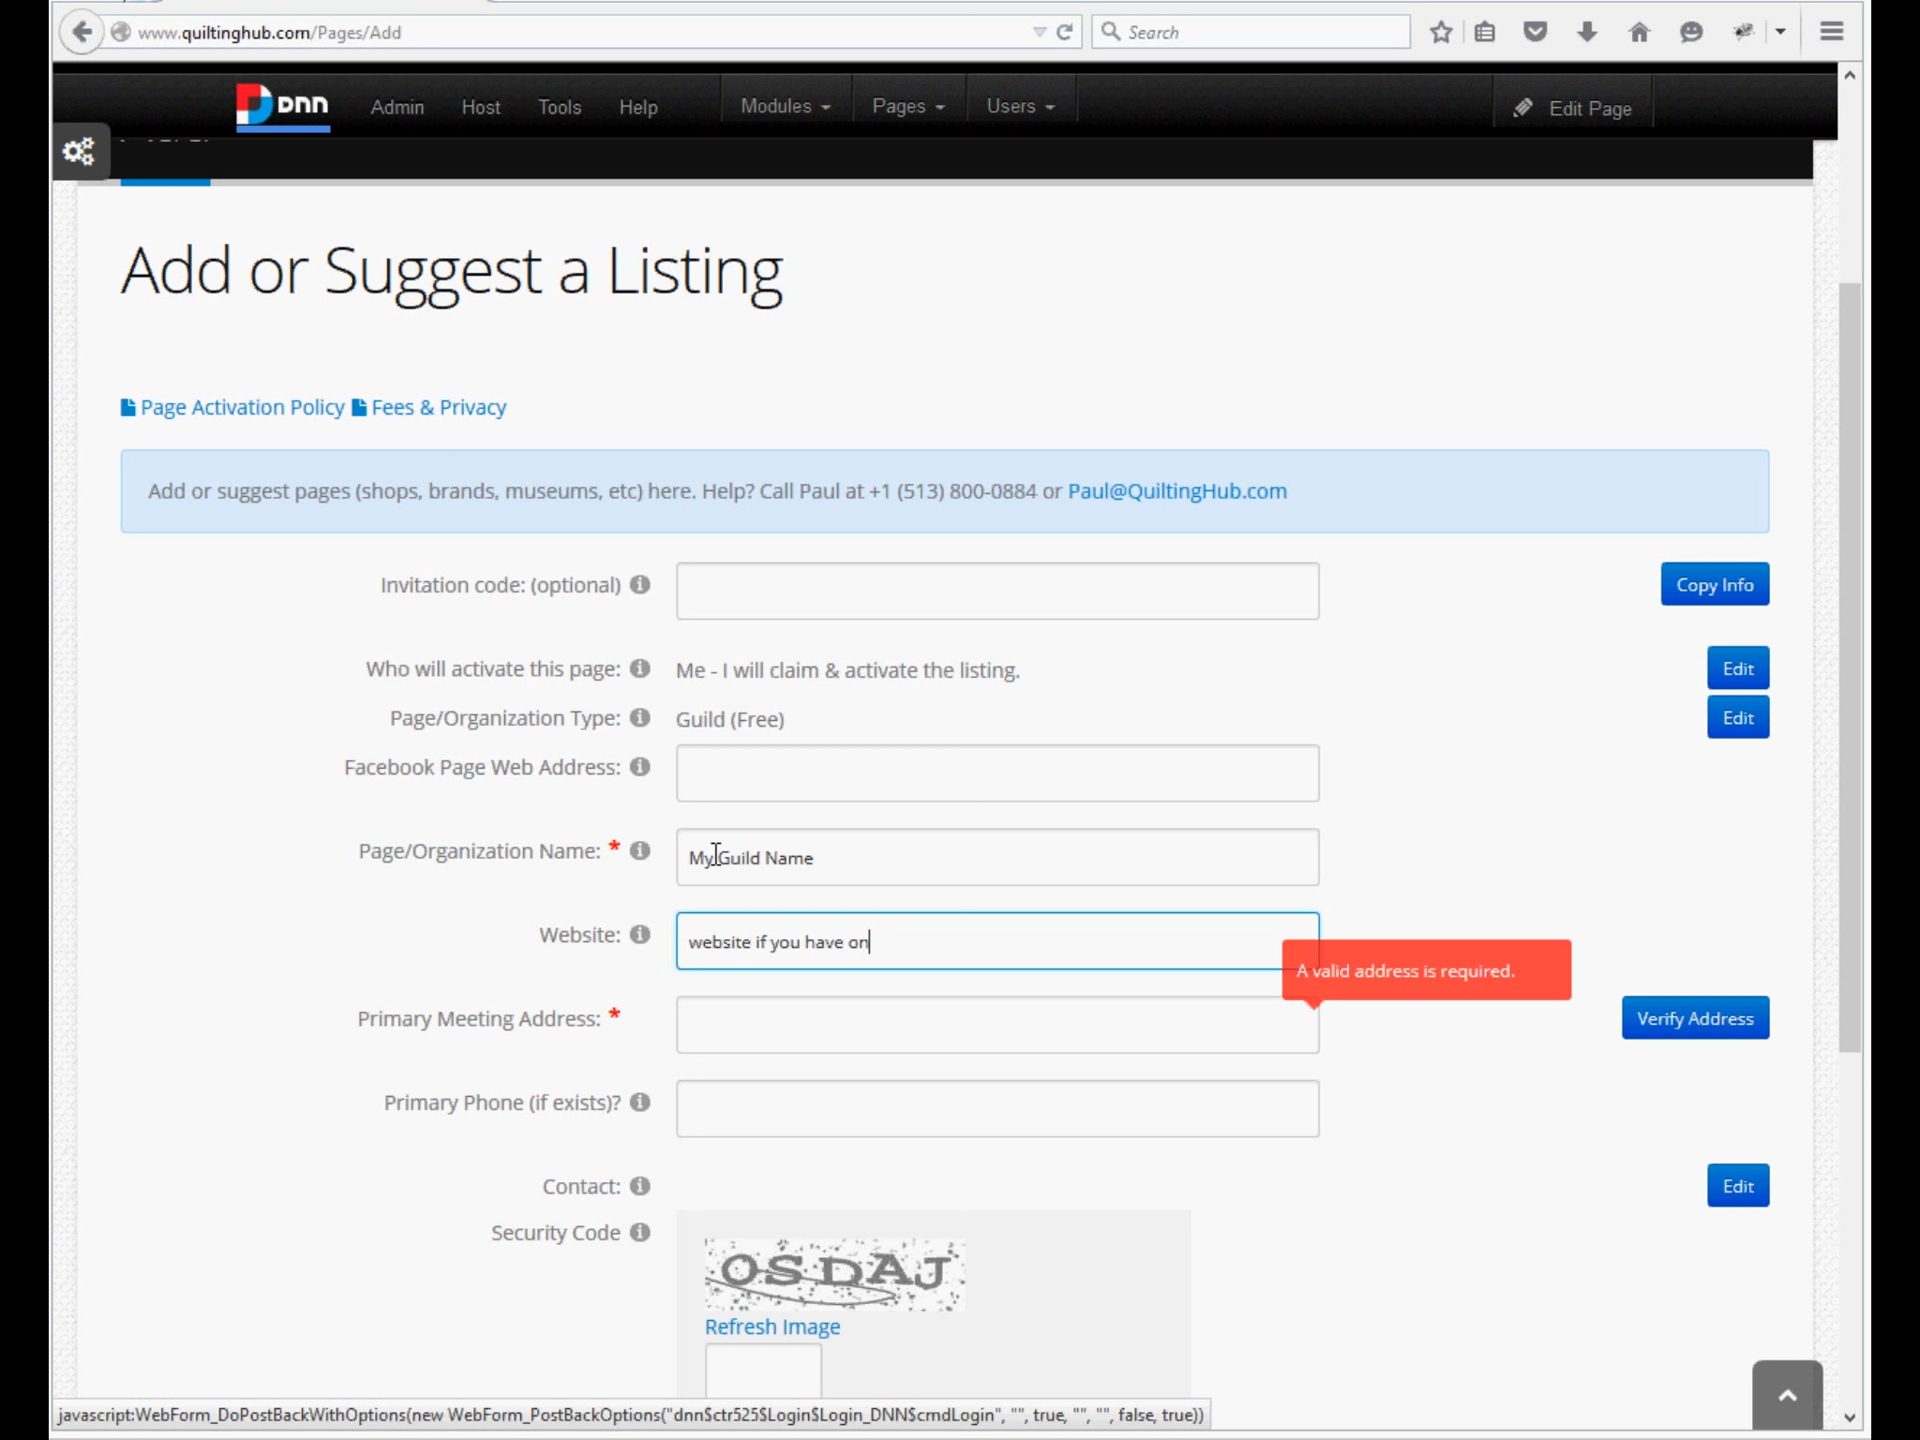 www.quiltinghub.com/Pages/Add
Search
DNN Admin Host Tools Help Modules Pages Users Edit Page
Add or Suggest a Listing
Page Activation Policy Fees & Privacy
Add or suggest pages (shops, brands, museums, etc) here. Help? Call Paul at +1 (513) 800-0884 or Paul@QuiltingHub.com
Invitation code: (optional) Copy Info
Who will activate this page: Me - I will claim & activate the listing. Edit
Page/Organization Type: Guild (Free) Edit
Facebook Page Web Address:
Page/Organization Name: * My Guild Name
Website: website if you have on
A valid address is required.
Primary Meeting Address: * Verify Address
Primary Phone (if exists)?
Contact: Edit
Security Code
OSDAJ
Refresh Image
javascript:WebForm_DoPostBackWithOptions(new WebForm_PostBackOptions("dnn$ctr525$Login$Login_DNN$cmdLogin", "", true, "", "", false, true))